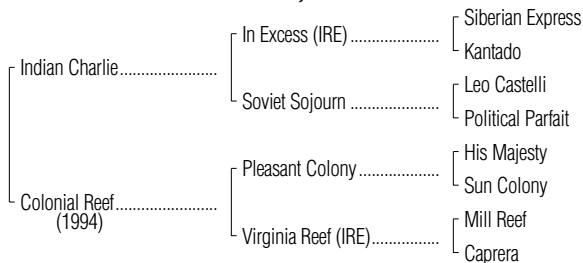 Siberian Express
In Excess (IRE)
Kantado
Indian Charlie
Leo Castelli
Soviet Sojourn
Political Parfait
His Majesty
Pleasant Colony
Sun Colony
Colonial Reef
(1994)
Mill Reef
Virginia Reef (IRE)
Caprera